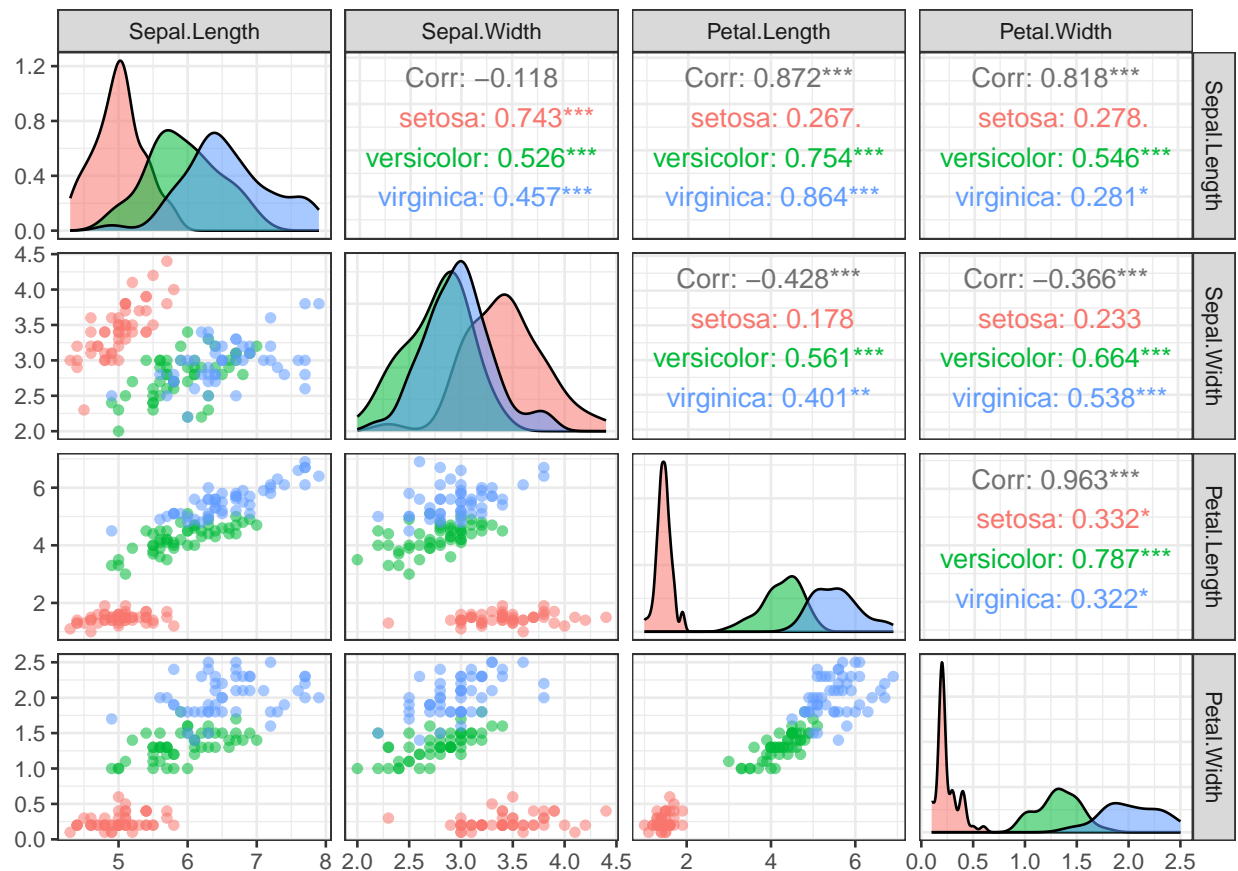 Sepal.Length
Sepal.Width
Petal.Length
Petal.Width
1.2
0.8
0.4
0.0
Corr: −0.118
setosa: 0.743***
versicolor: 0.526***
virginica: 0.457***
Corr: 0.872***
setosa: 0.267.
versicolor: 0.754***
virginica: 0.864***
Corr: 0.818***
setosa: 0.278.
versicolor: 0.546***
virginica: 0.281*
Sepal.Length
4.5
4.0
3.5
3.0
2.5
2.0
Corr: −0.428***
setosa: 0.178
versicolor: 0.561***
virginica: 0.401**
Corr: −0.366***
setosa: 0.233
versicolor: 0.664***
virginica: 0.538***
Sepal.Width
6
4
2
Corr: 0.963***
setosa: 0.332*
versicolor: 0.787***
virginica: 0.322*
Petal.Length
2.5
2.0
1.5
1.0
0.5
0.0
Petal.Width
5 6 7 8
2.0 2.5 3.0 3.5 4.0 4.5
2 4 6
0.0 0.5 1.0 1.5 2.0 2.5